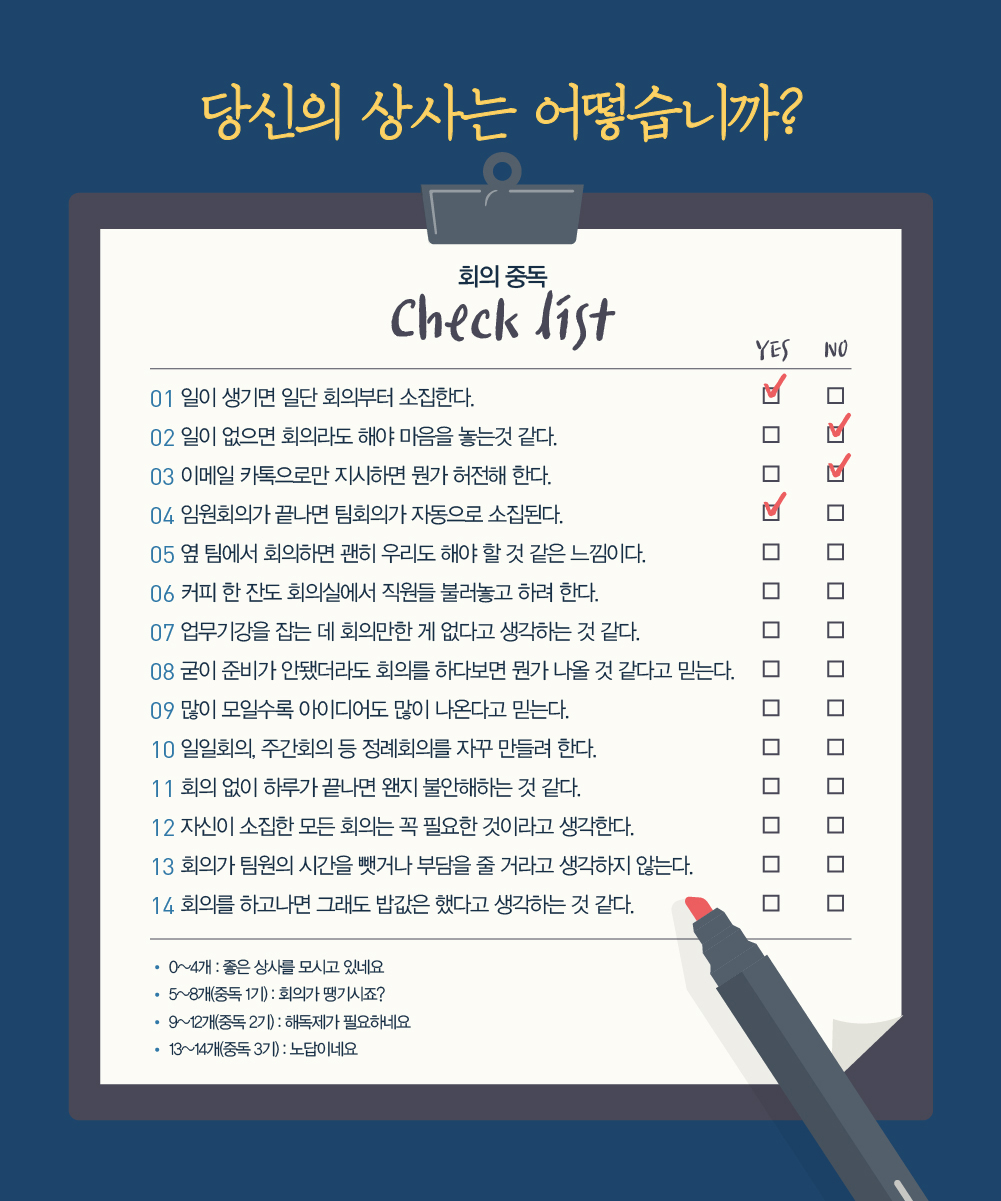 당신의 상사는 어떻습니까?
회의 중독
Check list
YES NO
01 일이 생기면 일단 회의부터 소집한다.
02 일이 없으면 회의라도 해야 마음을 놓는것 같다.
03 이메일 카톡으로만 지시하면 뭔가 허전해 한다.
04 임원회의가 끝나면 팀회의가 자동으로 소집된다.
05 옆 팀에서 회의하면 괜히 우리도 해야 할 것 같은 느낌이다.
06 커피 한 잔도 회의실에서 직원들 불러놓고 하려 한다.
07 업무기강을 잡는 데 회의만한 게 없다고 생각하는 것 같다.
08 굳이 준비가 안됐더라도 회의를 하다보면 뭔가 나올 것 같다고 믿는다.
09 많이 모일수록 아이디어도 많이 나온다고 믿는다.
10 일일회의, 주간회의 등 정례회의를 자꾸 만들려 한다.
11 회의 없이 하루가 끝나면 왠지 불안해하는 것 같다.
12 자신이 소집한 모든 회의는 꼭 필요한 것이라고 생각한다.
13 회의가 팀원의 시간을 뺏거나 부담을 줄 거라고 생각하지 않는다.
14 회의를 하고나면 그래도 밥값은 했다고 생각하는 것 같다.
• 0~4개 : 좋은 상사를 모시고 있네요
• 5~8개(중독 1기) : 회의가 땡기시죠?
• 9~12개(중독 2기) : 해독제가 필요하네요
• 13~14개(중독 3기) : 노답이네요